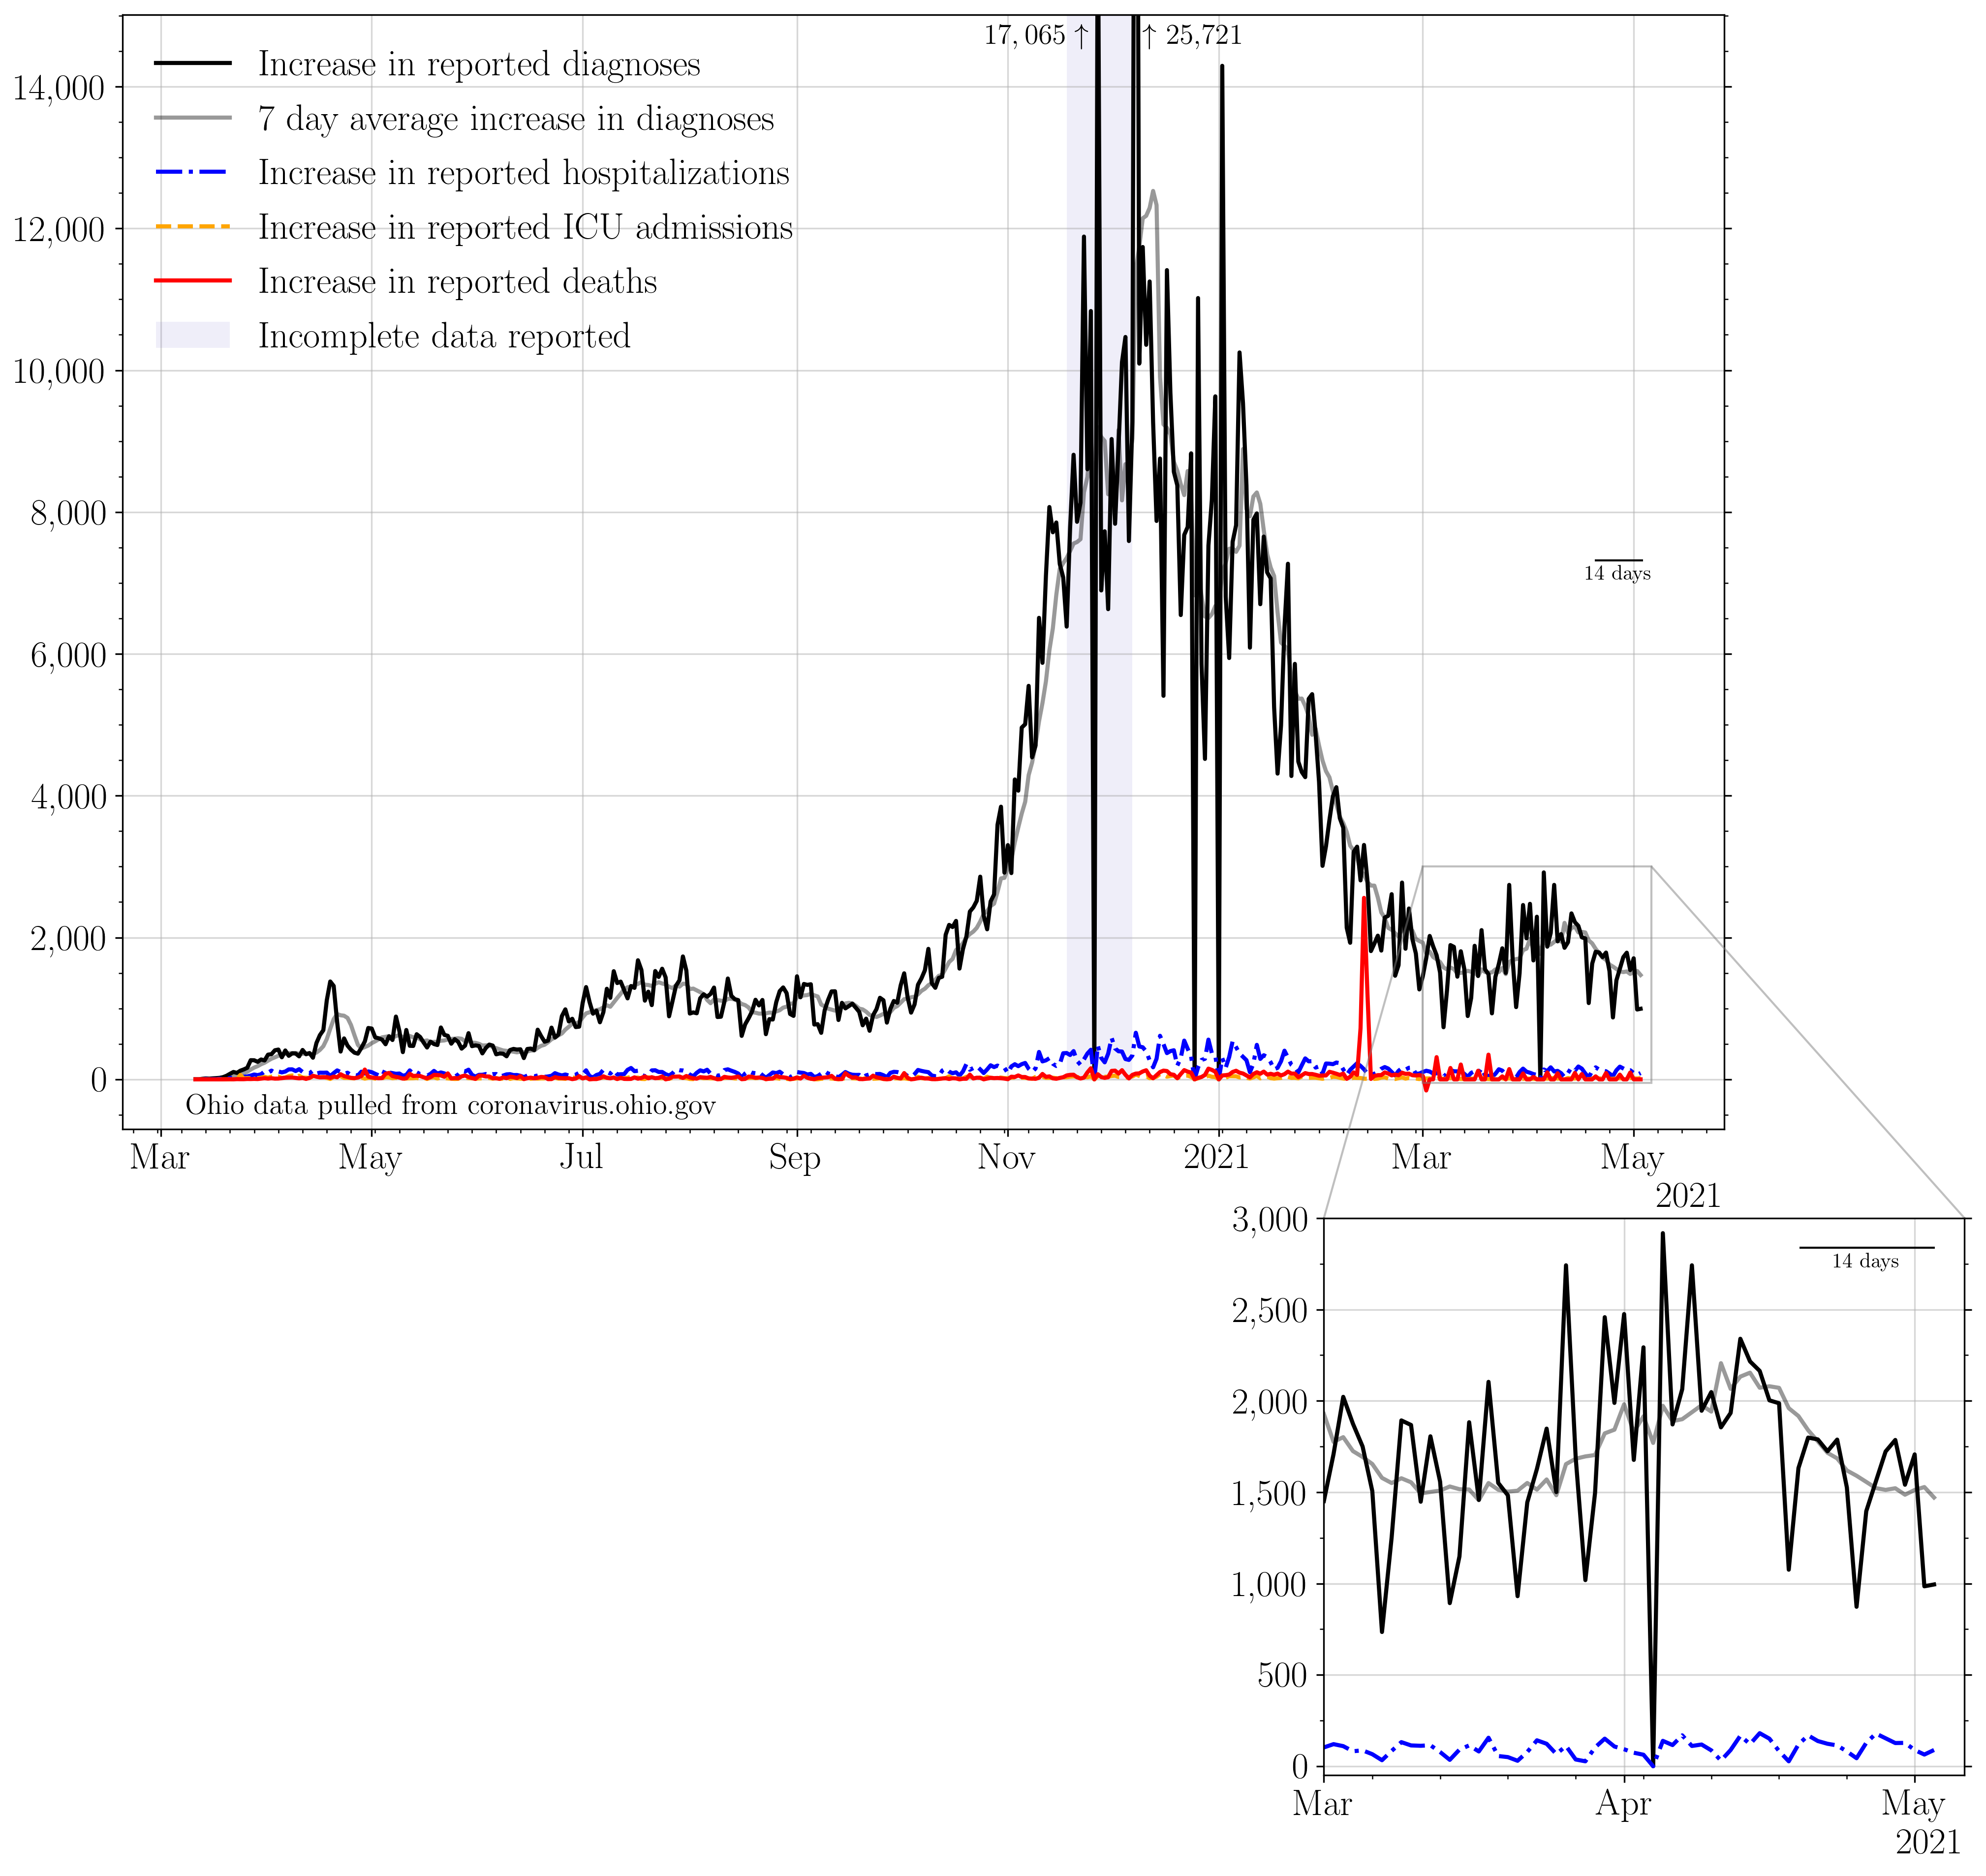 17,065 ↑ ↑ 25,721
Increase in reported diagnoses
7 day average increase in diagnoses
Increase in reported hospitalizations
Increase in reported ICU admissions
Increase in reported deaths
Incomplete data reported
14,000
12,000
10,000
8,000
6,000
4,000
2,000
0
14 days
Ohio data pulled from coronavirus.ohio.gov
Mar May Jul Sep Nov 2021 Mar May
2021
3,000
2,500
2,000
1,500
1,000
500
0
14 days
Mar Apr May
2021